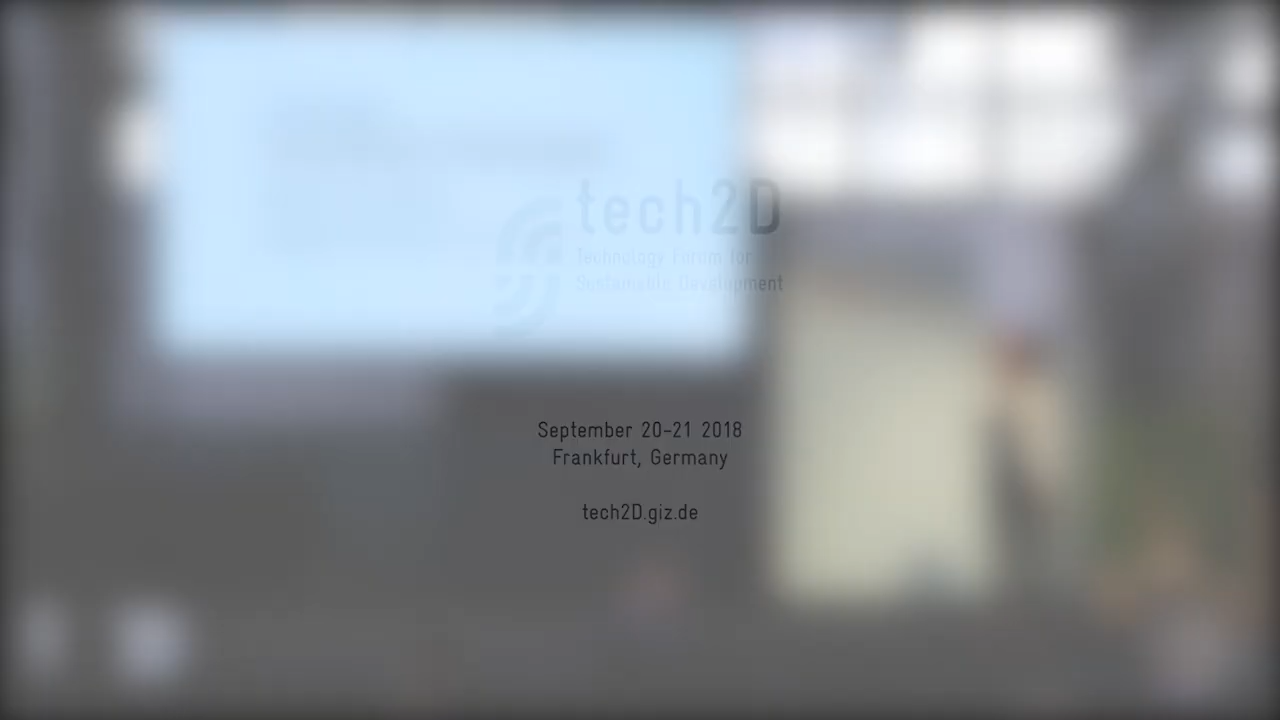 tech2D
Technology Forum for
Sustainable Development
September 20-21 2018
Frankfurt, Germany
tech2D.giz.de